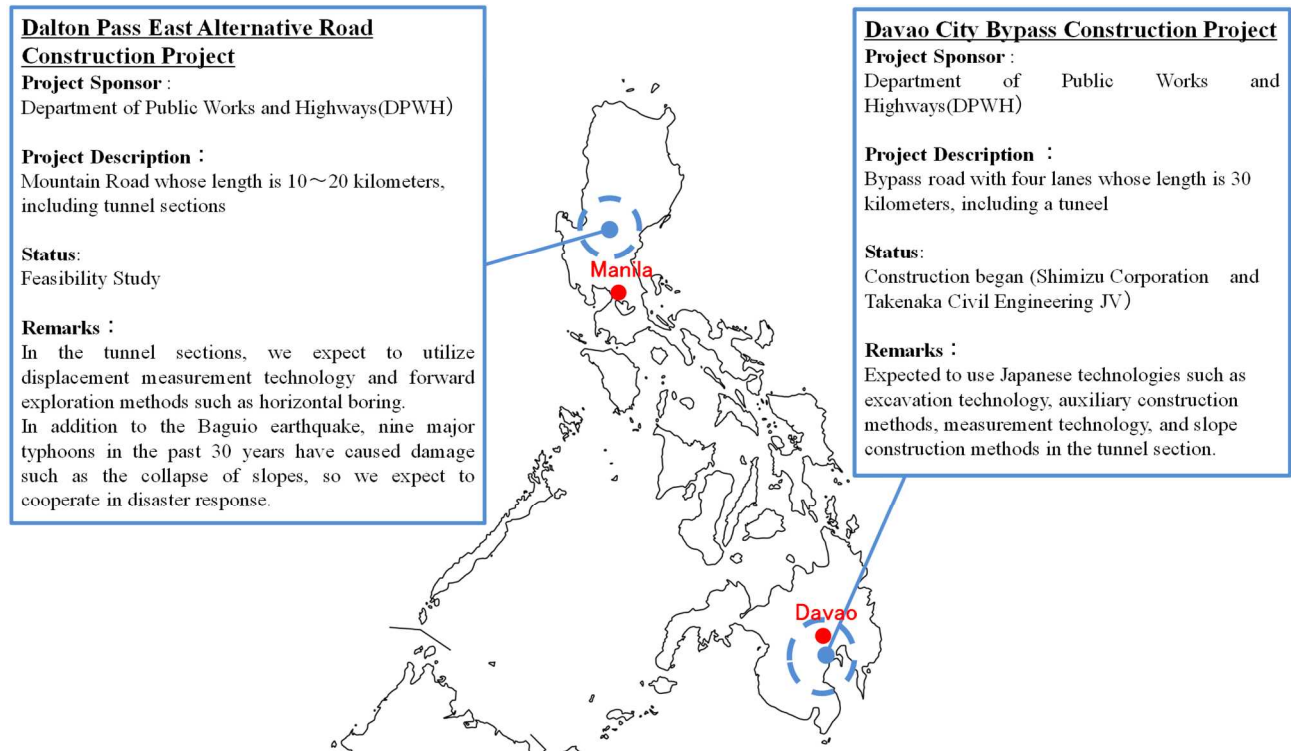 Dalton Pass East Alternative Road
Construction Project
Project Sponsor :
Department of Public Works and Highways(DPWH)
Project Description :
Mountain Road whose length is 10～20 kilometers,
including tunnel sections
Status:
Feasibility Study
Remarks :
In the tunnel sections, we expect to utilize
displacement measurement technology and forward
exploration methods such as horizontal boring.
In addition to the Baguio earthquake, nine major
typhoons in the past 30 years have caused damage
such as the collapse of slopes, so we expect to
cooperate in disaster response.
Manila
Davao City Bypass Construction Project
Project Sponsor :
Department of Public Works and
Highways(DPWH)
Project Description :
Bypass road with four lanes whose length is 30
kilometers, including a tuneel
Status:
Construction began (Shimizu Corporation and
Takenaka Civil Engineering JV)
Remarks :
Expected to use Japanese technologies such as
excavation technology, auxiliary construction
methods, measurement technology, and slope
construction methods in the tunnel section.
Davao